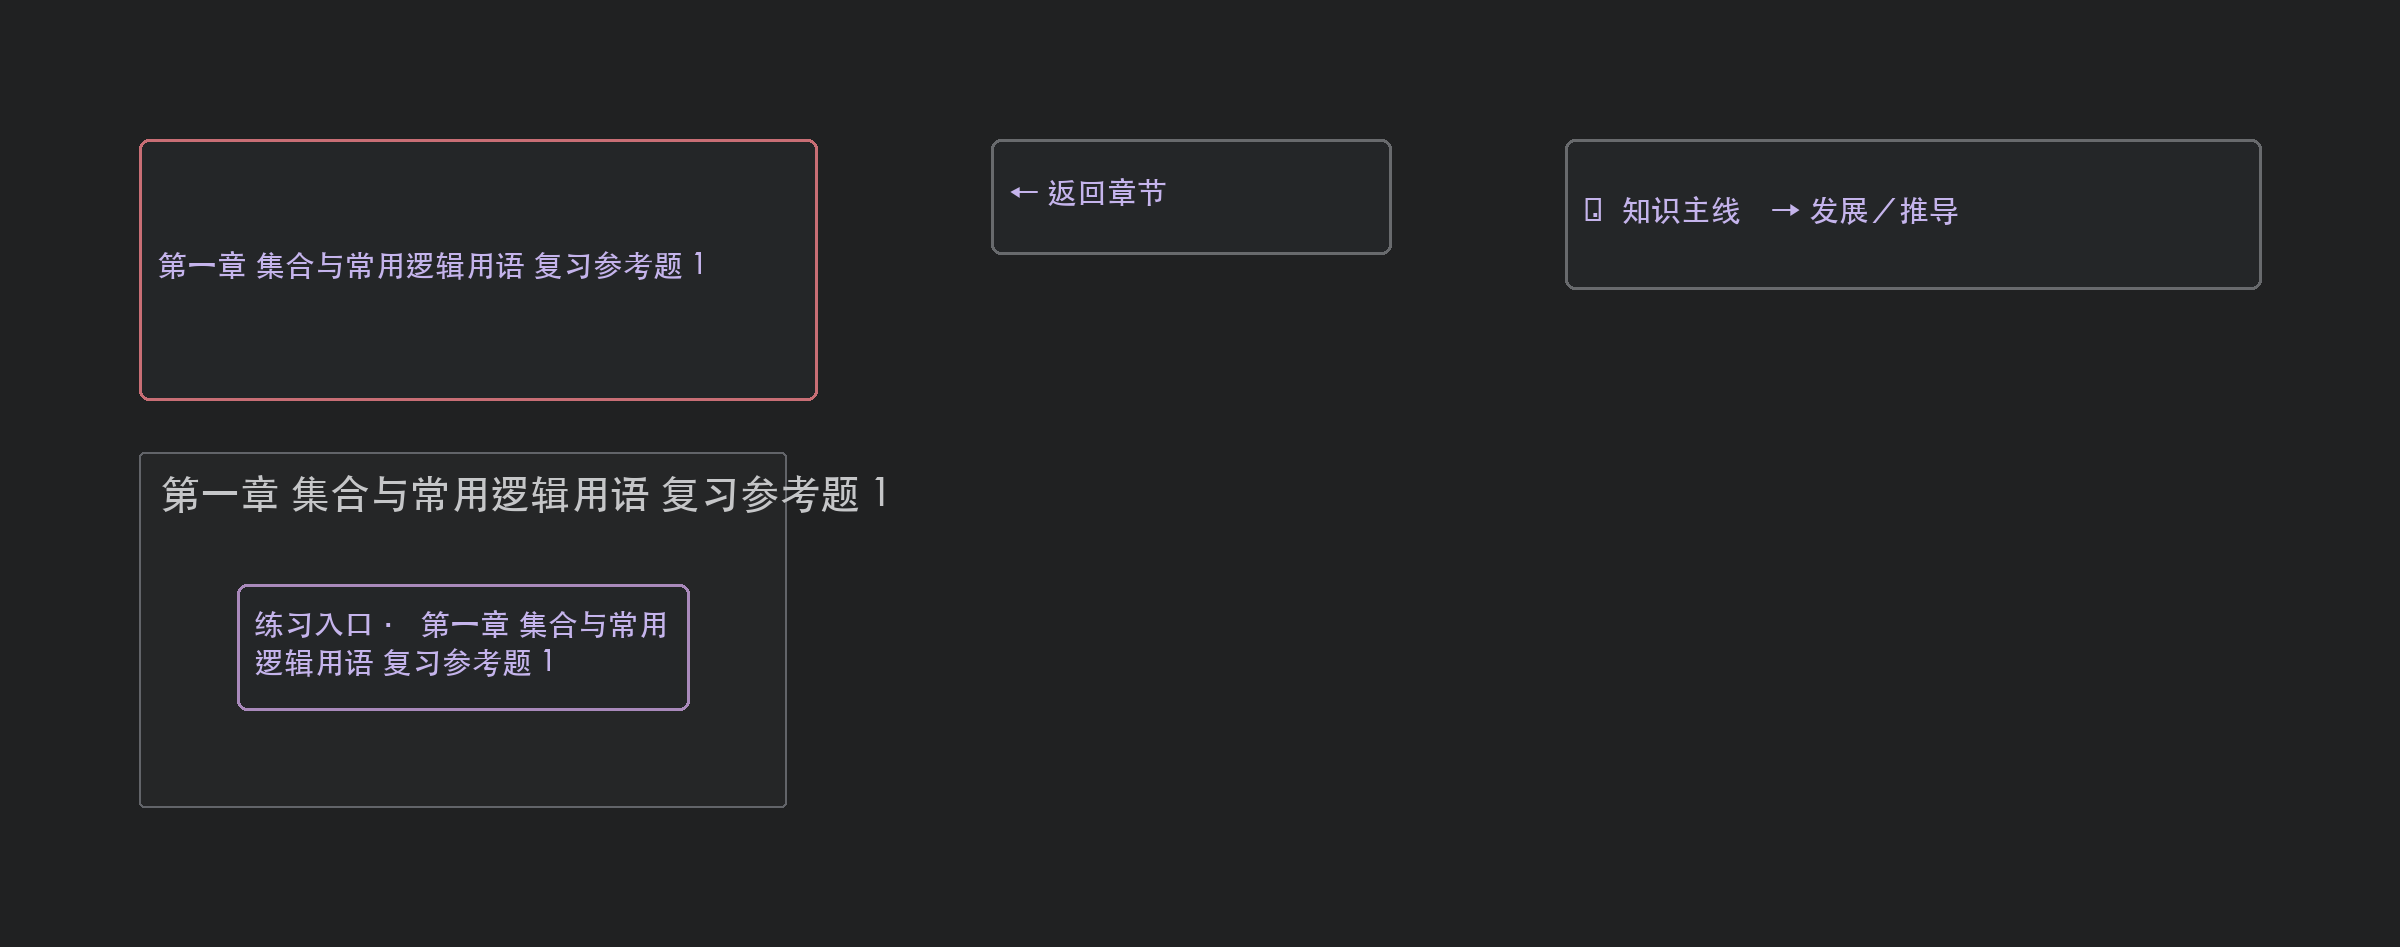 第一章 集合与常用逻辑用语 复习参考题 1
← 返回章节
知识主线 → 发展／推导
第一章 集合与常用逻辑用语 复习参考题 1
练习入口 · 第一章 集合与常用
逻辑用语 复习参考题 1